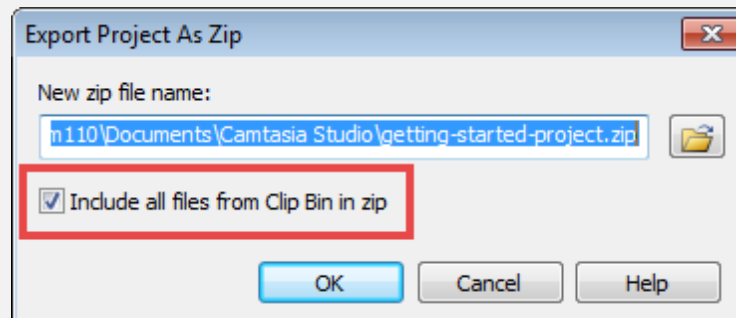 Export Project As Zip
New zip file name:
n110\Documents\Camtasia Studio\getting-started-project.zip
Include all files from Clip Bin in zip
OK Cancel Help